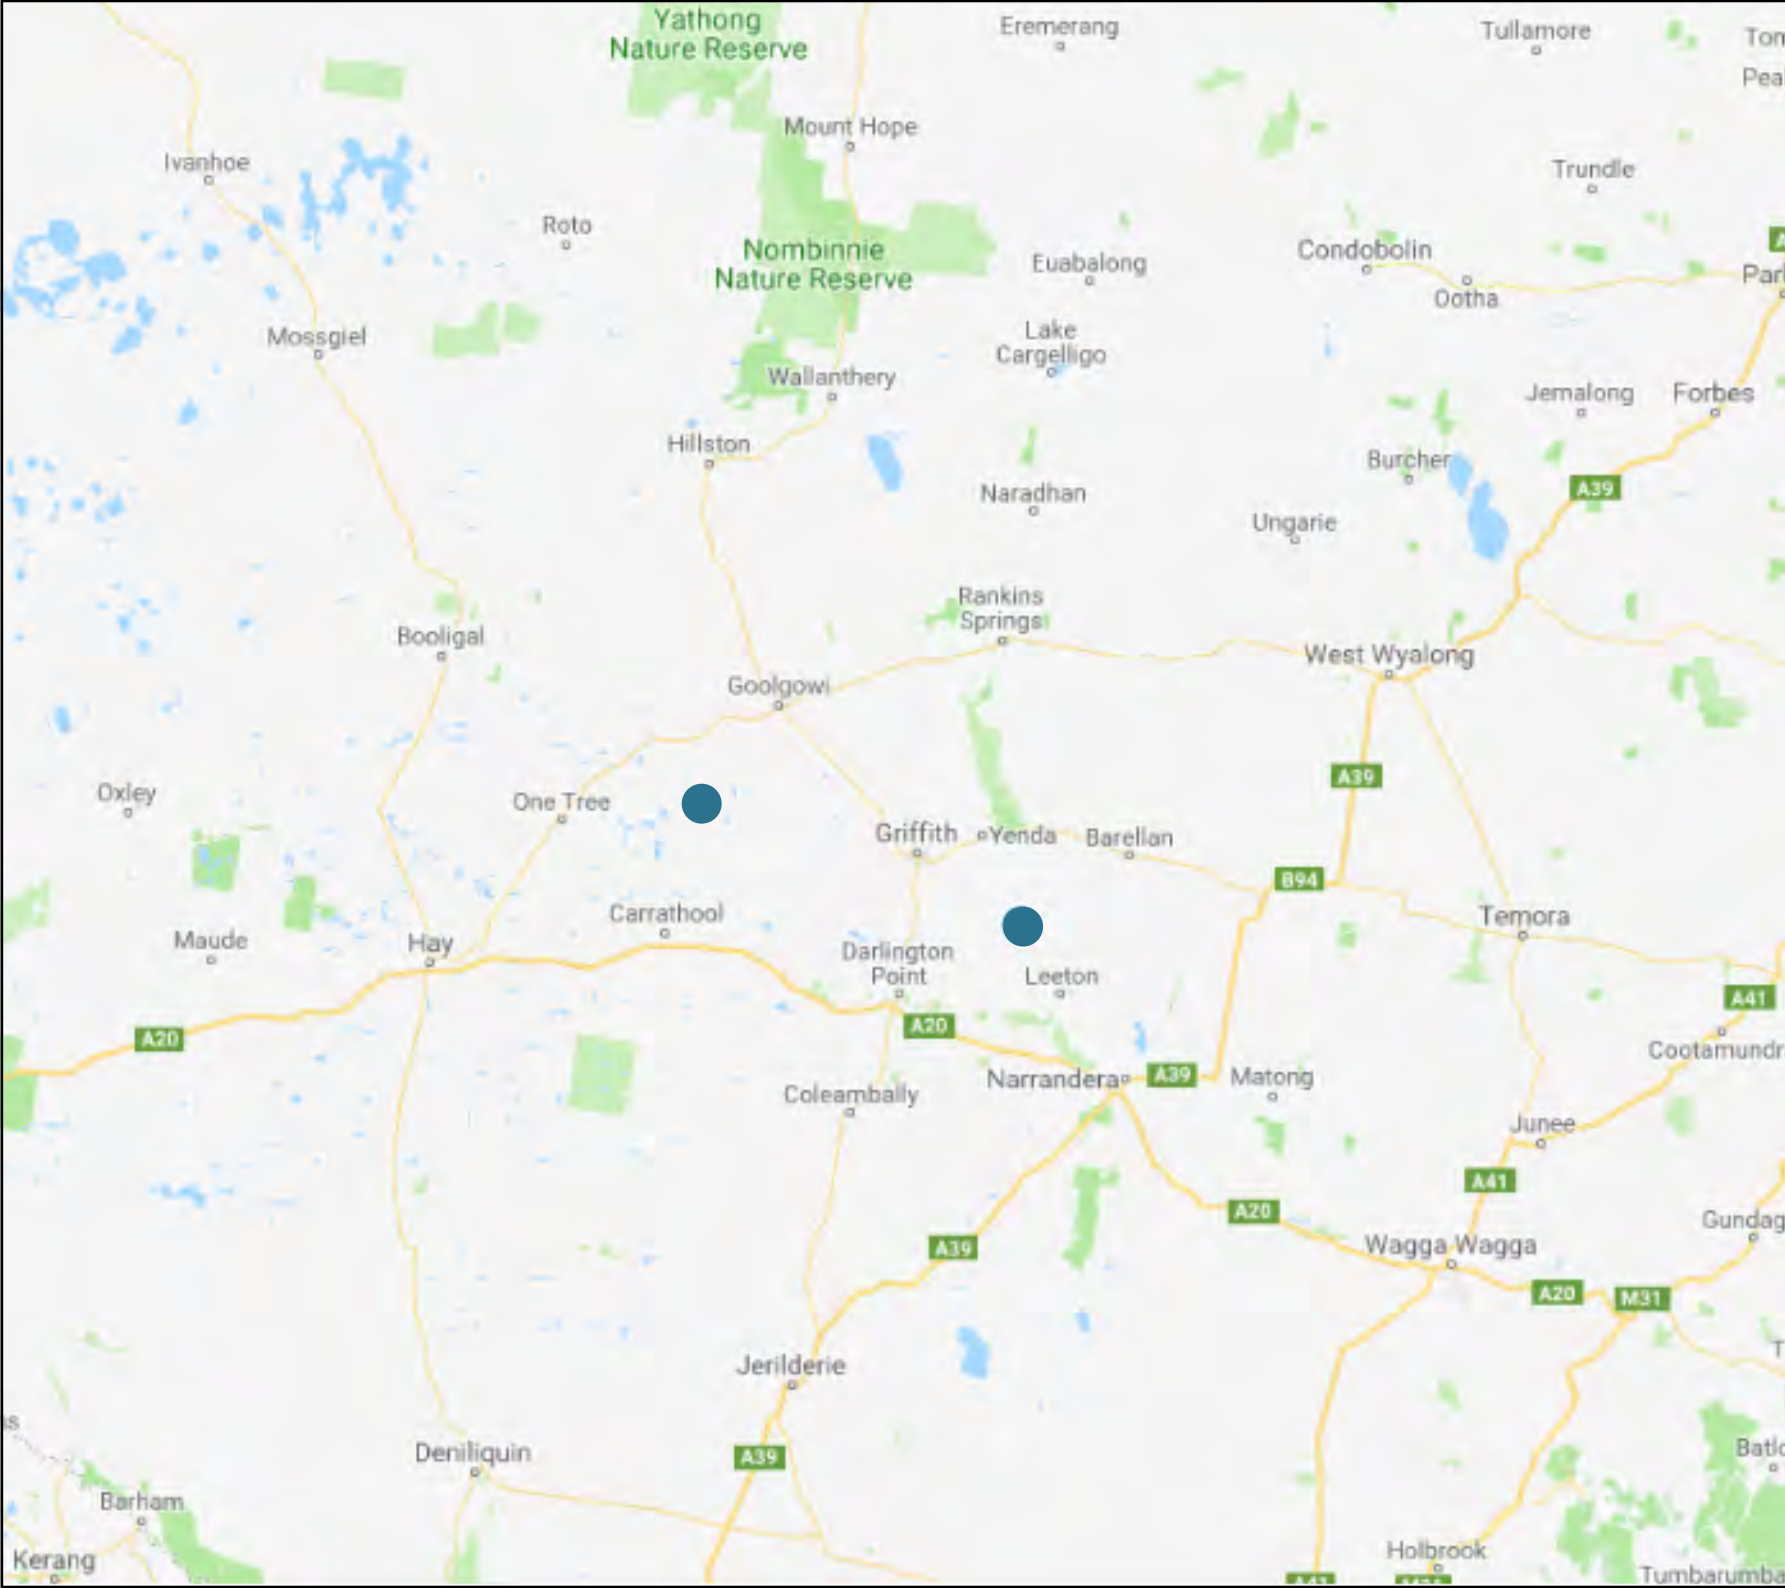 Yathong
Nature Reserve
Eremerang
Tullamore
Mount Hope
Ivanhoe
Trundle
Roto
Nombinnie
Nature Reserve
Euabalong
Condobolin
Ootha
Mossgiel
Lake
Cargelligo
Wallanthery
Jemalong
Forbes
Hillston
Burcher
A39
Naradhan
Ungarie
Rankins
Springs
Booligal
West Wyalong
Goolgowi
A39
Oxley
One Tree
Griffith
Yenda
Barellan
B94
Carrathool
Temora
Maude
Hay
Darlington
Point
Leeton
A41
A20
A20
Cootamundr
Narrandera
A39
Matong
Coleambally
Junee
A41
A20
Gundag
A39
Wagga Wagga
A20
M31
Jerilderie
Deniliquin
A39
Batlo
Barham
Kerang
Holbrook
Tumbarumba